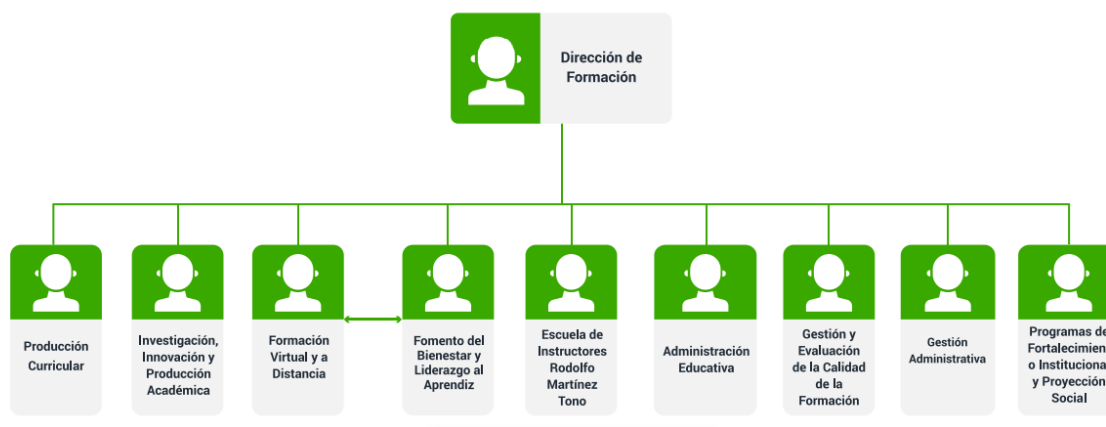 Dirección de
Formación
Producción
Curricular
Investigación,
Innovación y
Producción
Académica
Formación
Virtual y a
Distancia
Fomento del
Bienestar y
Liderazgo al
Aprendiz
Escuela de
Instructores
Rodolfo
Martínez
Tono
Administración
Educativa
Gestión y
Evaluación
de la Calidad
de la
Formación
Gestión
Administrativa
Programas de
Fortalecimien
o Instituciona
y Proyección
Social